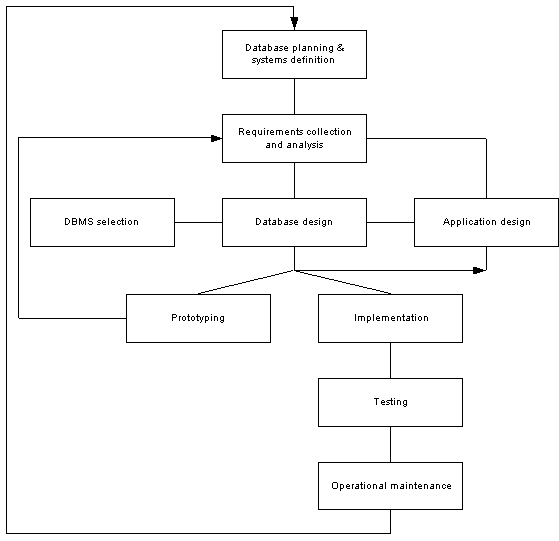 Database planning &
systems definition
Requirements collection
and analysis
DBMS selection
Database design
Application design
Prototyping
Implementation
Testing
Operational maintenance